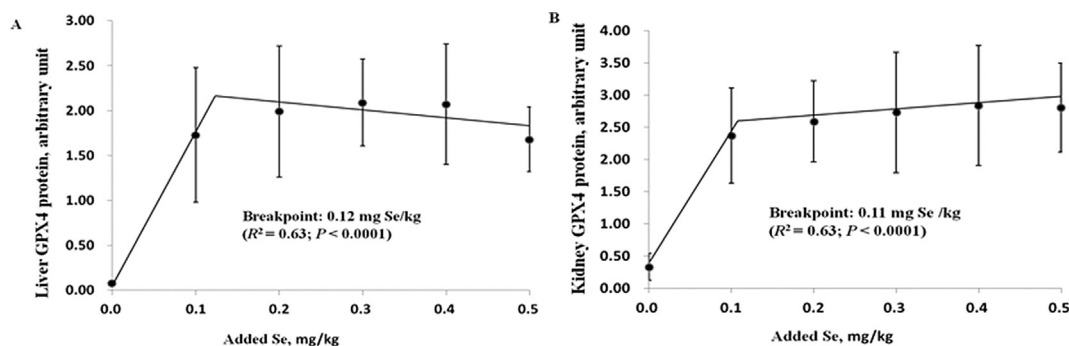 A
Liver GPX4 protein, arbitrary unit
3.00
2.50
2.00
1.50
1.00
0.50
0.00
Breakpoint: 0.12 mg Se/kg
(R² = 0.63; P < 0.0001)
0.0 0.1 0.2 0.3 0.4 0.5
Added Se, mg/kg
B
Kidney GPX4 protein, arbitrary unit
4.00
3.50
3.00
2.50
2.00
1.50
1.00
0.50
0.00
Breakpoint: 0.11 mg Se /kg
(R² = 0.63; P < 0.0001)
0.0 0.1 0.2 0.3 0.4 0.5
Added Se, mg/kg